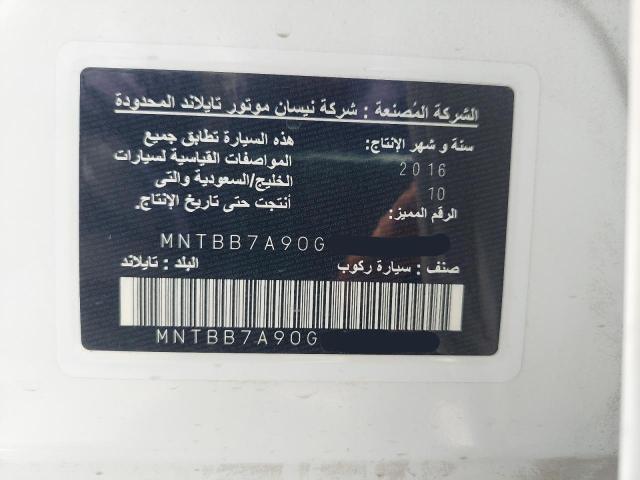 الشركة المُصنعة : شركة نيسان موتور تايلاند المحدودة
سنة و شهر الإنتاج:
2016
10
هذه السيارة تطابق جميع
المواصفات القياسية لسيارات
الخليج/السعودية والتى
أنتجت حتى تاريخ الإنتاج.
الرقم المميز:
MNTBB7A90G
صنف : سيارة ركوب
البلد : تايلاند
MNTBB7A90G